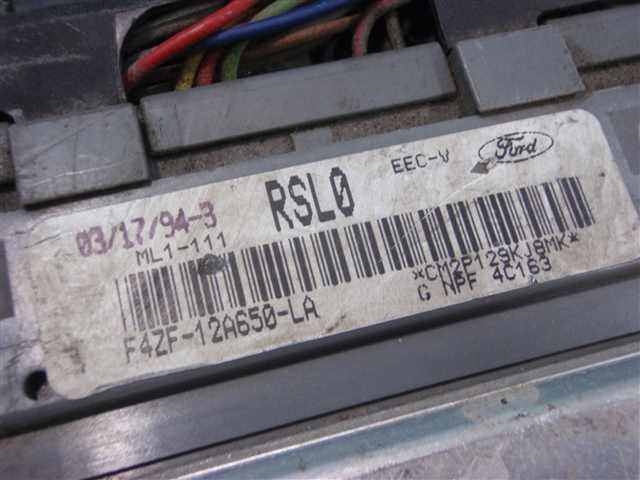 03/17/94-3
ML1-111
RSL0
EEC-V
Ford
F4ZF-12A650-LA
*CM2P129KJ8MK*
G NPF 4C163